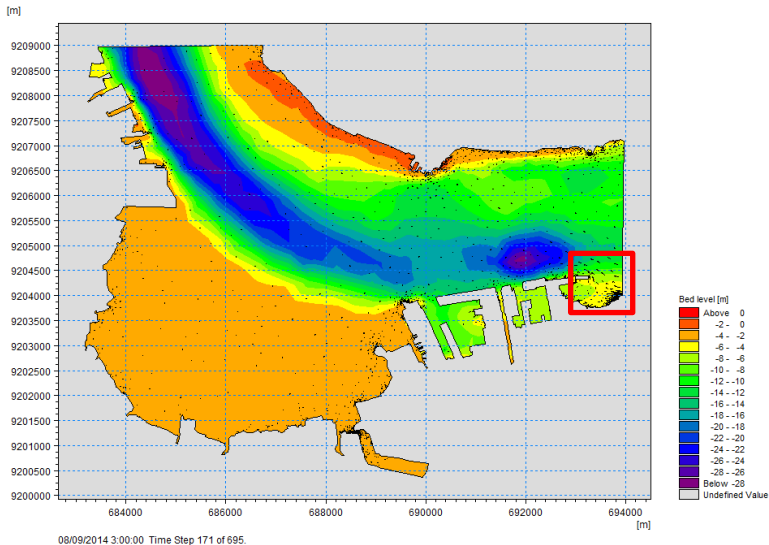 [m]
9209000
9208500
9208000
9207500
9207000
9206500
9206000
9205500
9205000
9204500
9204000
9203500
9203000
9202500
9202000
9201500
9201000
9200500
9200000
684000 686000 688000 690000 692000 694000
[m]
Bed level [m]
Above 0
-2 - 0
-4 - -2
-6 - -4
-8 - -6
-10 - -8
-12 - -10
-14 - -12
-16 - -14
-18 - -16
-20 - -18
-22 - -20
-24 - -22
-26 - -24
-28 - -26
Below -28
Undefined Value
08/09/2014 3:00:00 Time Step 171 of 695.